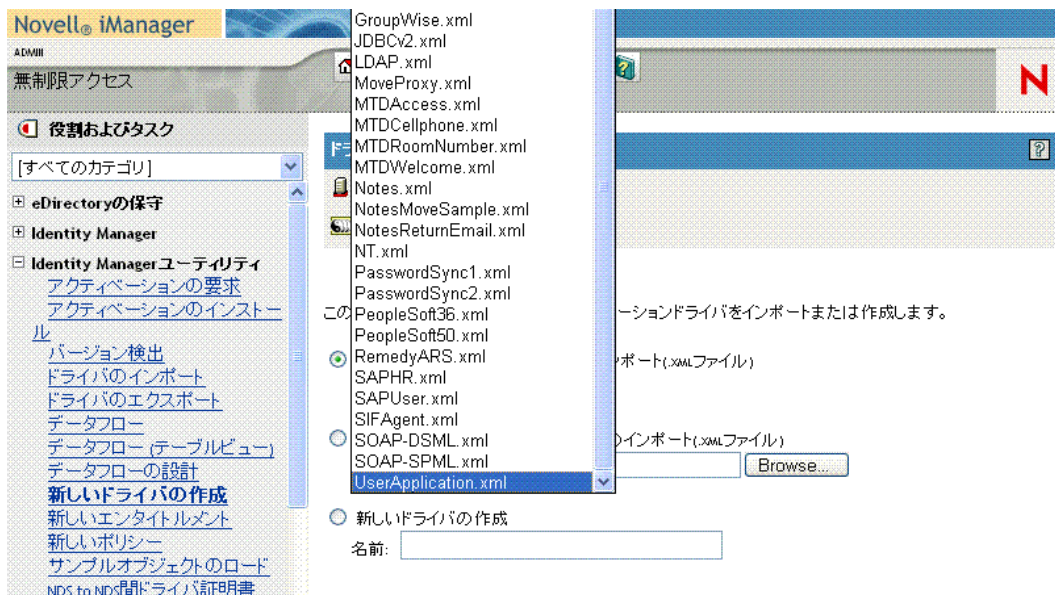 Novell® iManager
ADMIN
無制限アクセス
N
役割およびタスク
[すべてのカテゴリ]
eDirectoryの保守
Identity Manager
Identity Managerユーティリティ
アクティベーションの要求
アクティベーションのインストー
ル
バージョン検出
ドライバのインポート
ドライバのエクスポート
データフロー
データフロー (テーブルビュー)
データフローの設計
新しいドライバの作成
新しいエンタイトルメント
新しいポリシー
サンプルオブジェクトのロード
NDS to NDS間ドライバ証明書
GroupWise.xml
JDBCv2.xml
LDAP.xml
MoveProxy.xml
MTDAccess.xml
MTDCellphone.xml
MTDRoomNumber.xml
MTDWelcome.xml
Notes.xml
NotesMoveSample.xml
NotesReturnEmail.xml
NT.xml
PasswordSync1.xml
PasswordSync2.xml
PeopleSoft36.xml
PeopleSoft50.xml
RemedyARS.xml
SAPHR.xml
SAPUser.xml
SIFAgent.xml
SOAP-DSML.xml
SOAP-SPML.xml
UserApplication.xml
ド
?
この
ーションドライバをインポートまたは作成します。
ンポート(.XMLファイル)
のインポート(.XMLファイル)
Browse...
新しいドライバの作成
名前: